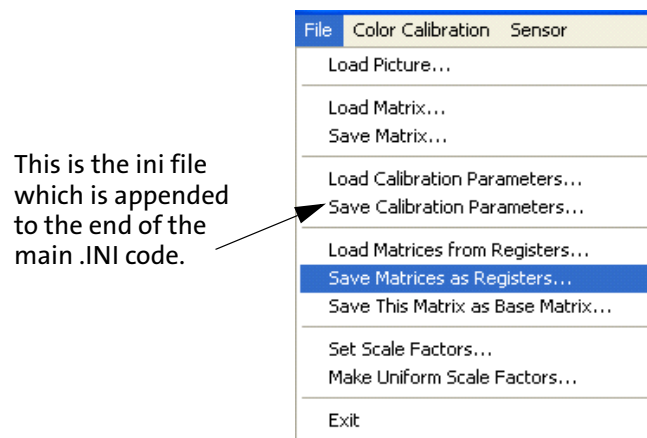 File Color Calibration Sensor
Load Picture...
Load Matrix...
Save Matrix...
This is the ini file
which is appended
to the end of the
main .INI code.
Load Calibration Parameters...
Save Calibration Parameters...
Load Matrices from Registers...
Save Matrices as Registers...
Save This Matrix as Base Matrix...
Set Scale Factors...
Make Uniform Scale Factors...
Exit